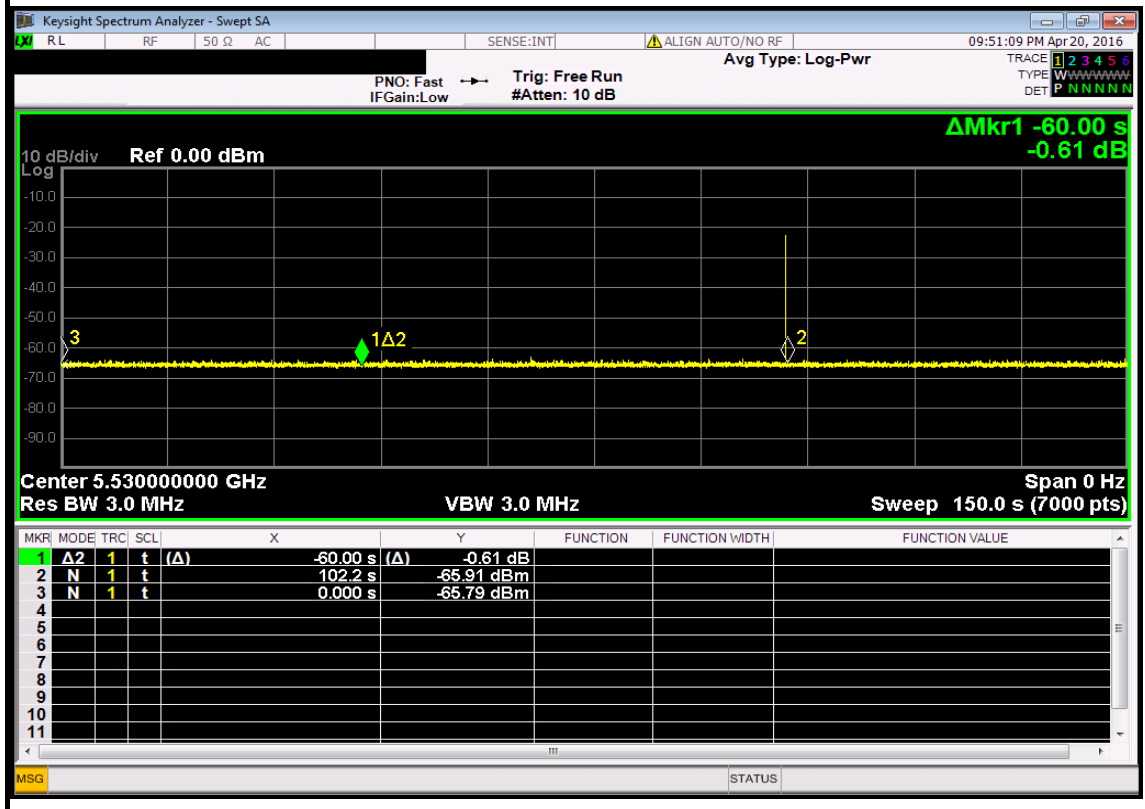 Keysight Spectrum Analyzer - Swept SA
LXI RL RF 50 Ω AC SENSE:INT ALIGN AUTO/NO RF 09:51:09 PM Apr 20, 2016
Avg Type: Log-Pwr
TRACE 1 2 3 4 5 6
PNO: Fast Trig: Free Run
TYPE WWWWWW
IFGain:Low #Atten: 10 dB
DET P N N N N N
ΔMkr1 -60.00 s
-0.61 dB
10 dB/div Ref 0.00 dBm
Log
-10.0
-20.0
-30.0
-40.0
-50.0
3 1Δ2 2
-60.0
-70.0
-80.0
-90.0
Center 5.530000000 GHz Span 0 Hz
Res BW 3.0 MHz VBW 3.0 MHz Sweep 150.0 s (7000 pts)
MKR MODE TRC SCL X Y FUNCTION FUNCTION WIDTH FUNCTION VALUE
1 Δ2 1 t (Δ) -60.00 s (Δ) -0.61 dB
2 N 1 t 102.2 s -65.91 dBm
3 N 1 t 0.000 s -65.79 dBm
4
5
6
7
8
9
10
11
MSG STATUS